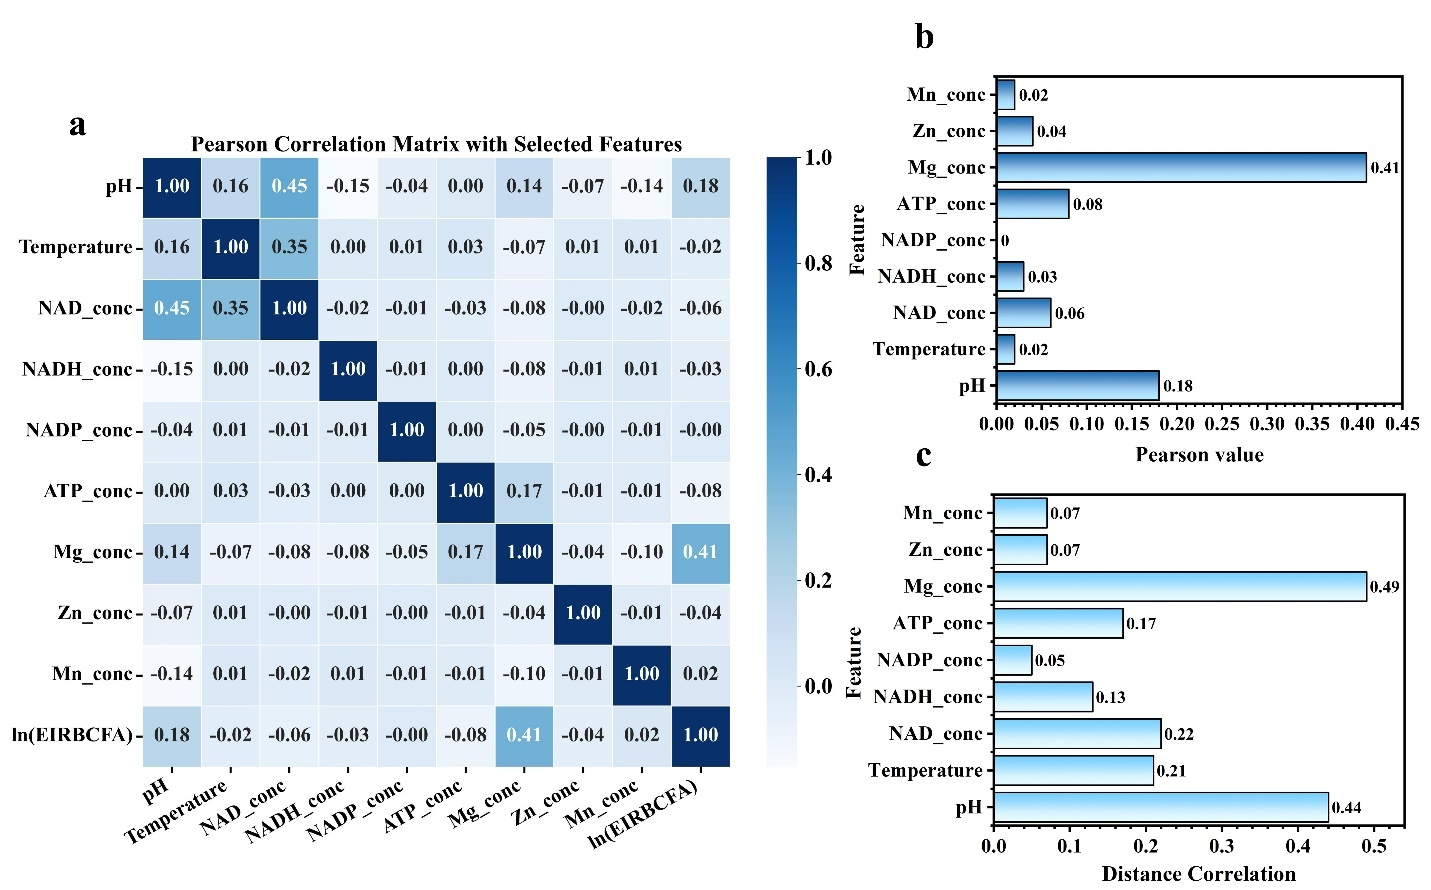 a
Pearson Correlation Matrix with Selected Features
pH 1.00 0.16 0.45 -0.15 -0.04 0.00 0.14 -0.07 -0.14 0.18
Temperature 0.16 1.00 0.35 0.00 0.01 0.03 -0.07 0.01 0.01 -0.02
NAD_conc 0.45 0.35 1.00 -0.02 -0.01 -0.03 -0.08 -0.00 -0.02 -0.06
NADH_conc -0.15 0.00 -0.02 1.00 -0.01 0.00 -0.08 -0.01 0.01 -0.03
NADP_conc -0.04 0.01 -0.01 -0.01 1.00 0.00 -0.05 -0.00 -0.01 -0.00
ATP_conc 0.00 0.03 -0.03 0.00 0.00 1.00 0.17 -0.01 -0.01 -0.08
Mg_conc 0.14 -0.07 -0.08 -0.08 -0.05 0.17 1.00 -0.04 -0.10 0.41
Zn_conc -0.07 0.01 -0.00 -0.01 -0.00 -0.01 -0.04 1.00 -0.01 -0.04
Mn_conc -0.14 0.01 -0.02 0.01 -0.01 -0.01 -0.10 -0.01 1.00 0.02
ln(EIRBCFA) 0.18 -0.02 -0.06 -0.03 -0.00 -0.08 0.41 -0.04 0.02 1.00
pH Temperature NAD_conc NADH_conc NADP_conc ATP_conc Mg_conc Zn_conc Mn_conc ln(EIRBCFA)
1.0
0.8
0.6
0.4
0.2
0.0
b
Feature
Mn_conc 0.02
Zn_conc 0.04
Mg_conc 0.41
ATP_conc 0.08
NADP_conc 0
NADH_conc 0.03
NAD_conc 0.06
Temperature 0.02
pH 0.18
0.00 0.05 0.10 0.15 0.20 0.25 0.30 0.35 0.40 0.45
Pearson value
c
Feature
Mn_conc 0.07
Zn_conc 0.07
Mg_conc 0.49
ATP_conc 0.17
NADP_conc 0.05
NADH_conc 0.13
NAD_conc 0.22
Temperature 0.21
pH 0.44
0.0 0.1 0.2 0.3 0.4 0.5
Distance Correlation